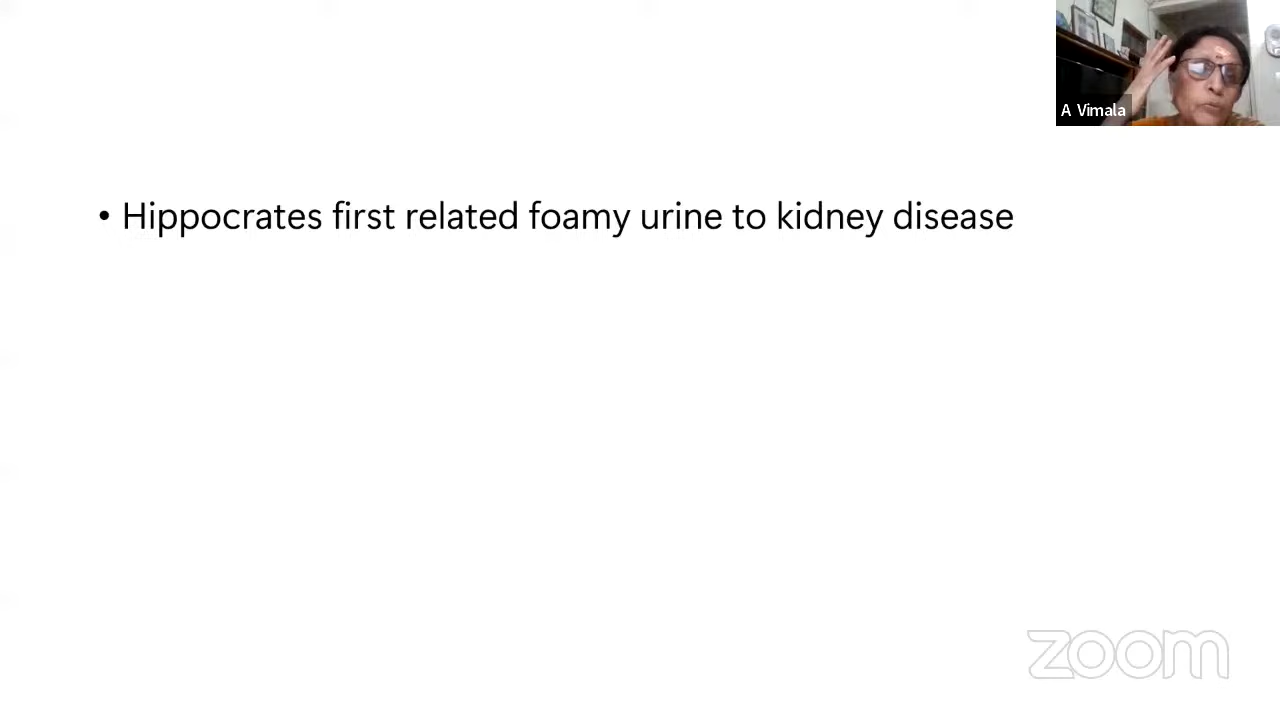 A Vimala
• Hippocrates first related foamy urine to kidney disease
zoom